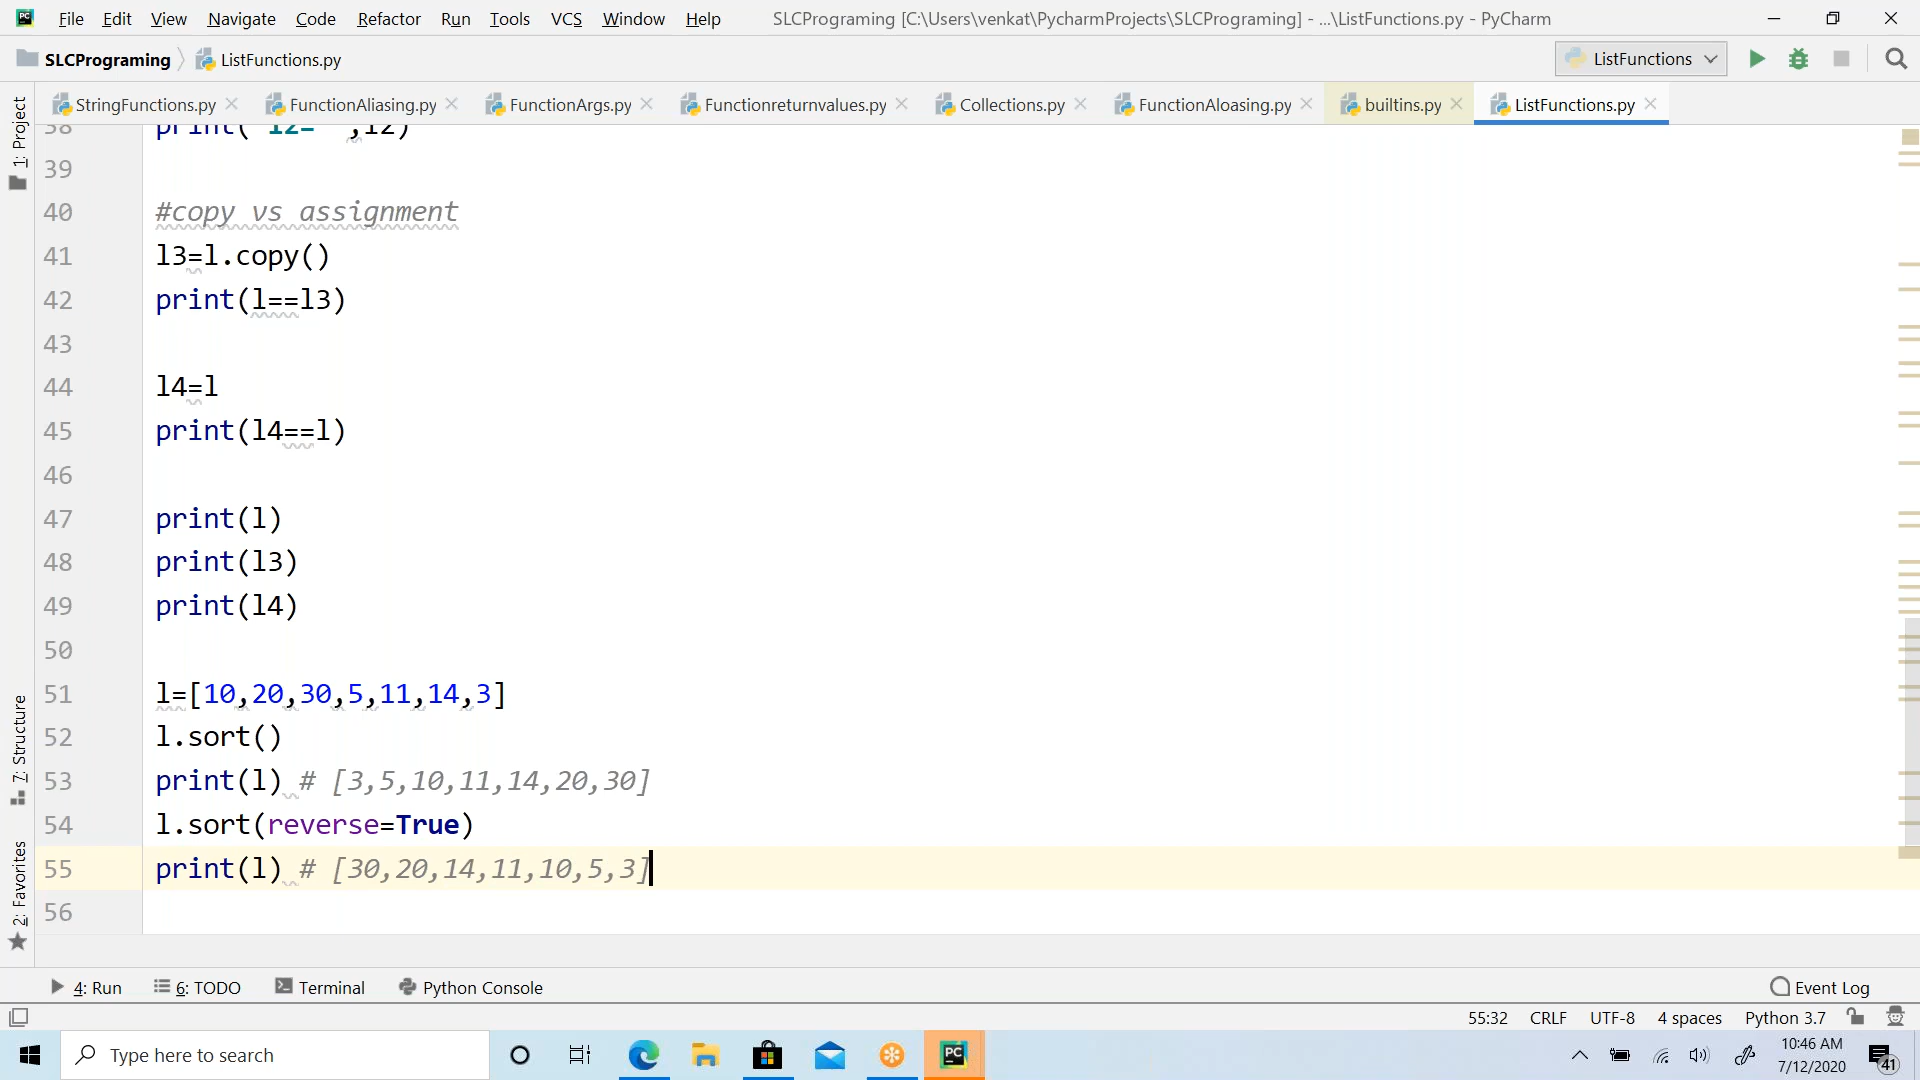 File Edit View Navigate Code Refactor Run Tools VCS Window Help SLCPrograming [C:\Users\venkat\PycharmProjects\SLCPrograming] - ...\ListFunctions.py - PyCharm
SLCPrograming ListFunctions.py ListFunctions
StringFunctions.py FunctionAliasing.py FunctionArgs.py Functionreturnvalues.py Collections.py FunctionAloasing.py builtins.py ListFunctions.py
1: Project
7: Structure
2: Favorites
38 print("l2=" ,l2)
39
40 #copy vs assignment
41 l3=l.copy()
42 print(l==l3)
43
44 l4=l
45 print(l4==l)
46
47 print(l)
48 print(l3)
49 print(l4)
50
51 l=[10,20,30,5,11,14,3]
52 l.sort()
53 print(l) # [3,5,10,11,14,20,30]
54 l.sort(reverse=True)
55 print(l) # [30,20,14,11,10,5,3]
56
4: Run 6: TODO Terminal Python Console Event Log
55:32 CRLF UTF-8 4 spaces Python 3.7
Type here to search
10:46 AM
7/12/2020
41